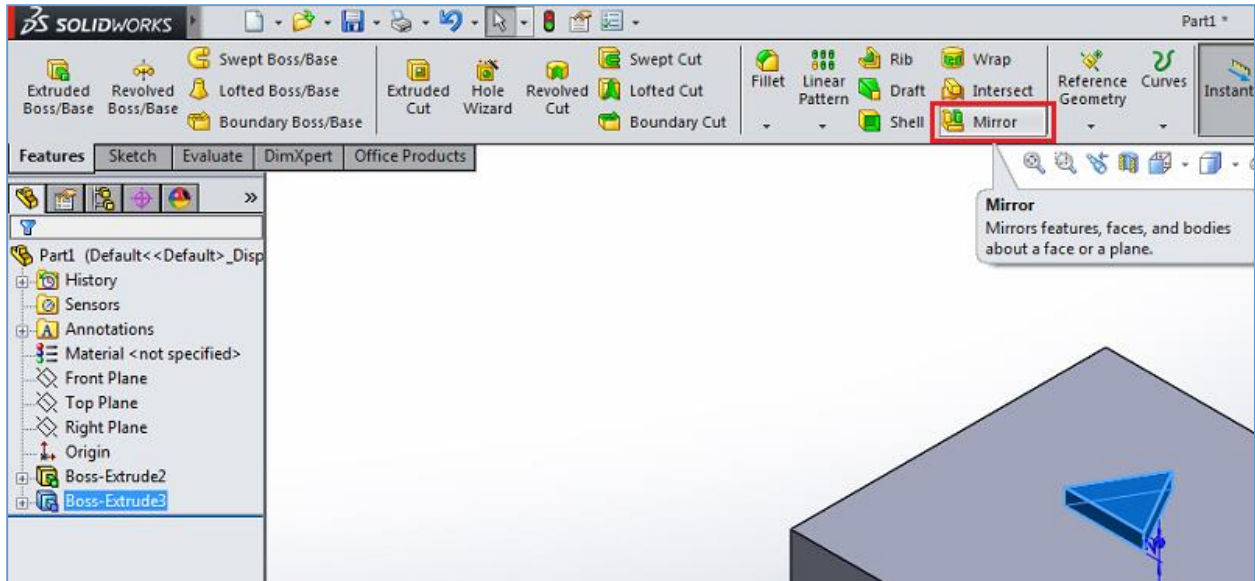 SOLIDWORKS
Part1 *
Extruded Boss/Base
Revolved Boss/Base
Swept Boss/Base
Lofted Boss/Base
Boundary Boss/Base
Extruded Cut
Hole Wizard
Revolved Cut
Swept Cut
Lofted Cut
Boundary Cut
Fillet
Linear Pattern
Rib
Draft
Shell
Wrap
Intersect
Mirror
Reference Geometry
Curves
Instant
Features
Sketch
Evaluate
DimXpert
Office Products
Mirror
Mirrors features, faces, and bodies
about a face or a plane.
Part1 (Default<<Default>_Disp
History
Sensors
Annotations
Material <not specified>
Front Plane
Top Plane
Right Plane
Origin
Boss-Extrude2
Boss-Extrude3